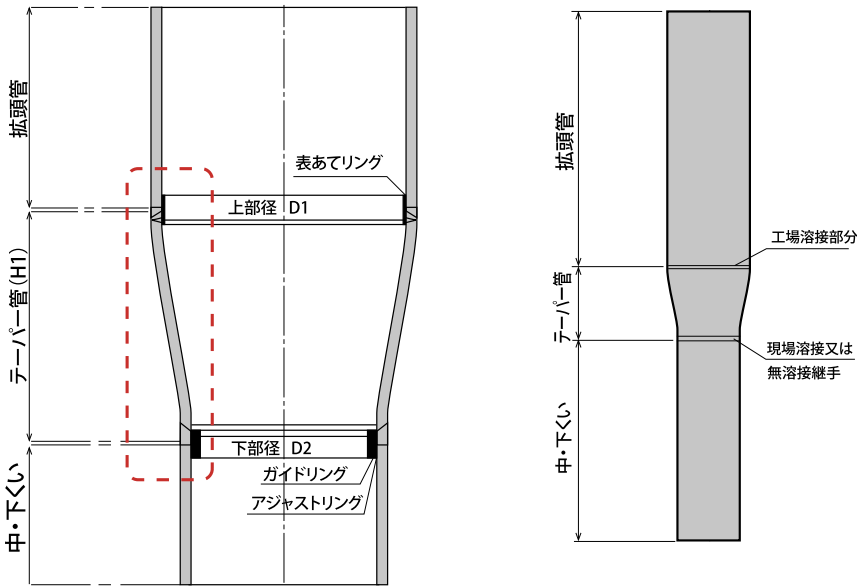 拡頭管
表あてリング
上部径 D1
テーパー管(H1)
下部径 D2
ガイドリング
アジャストリング
中・下くい
拡頭管
工場溶接部分
テーパー管
現場溶接又は
無溶接継手
中・下くい